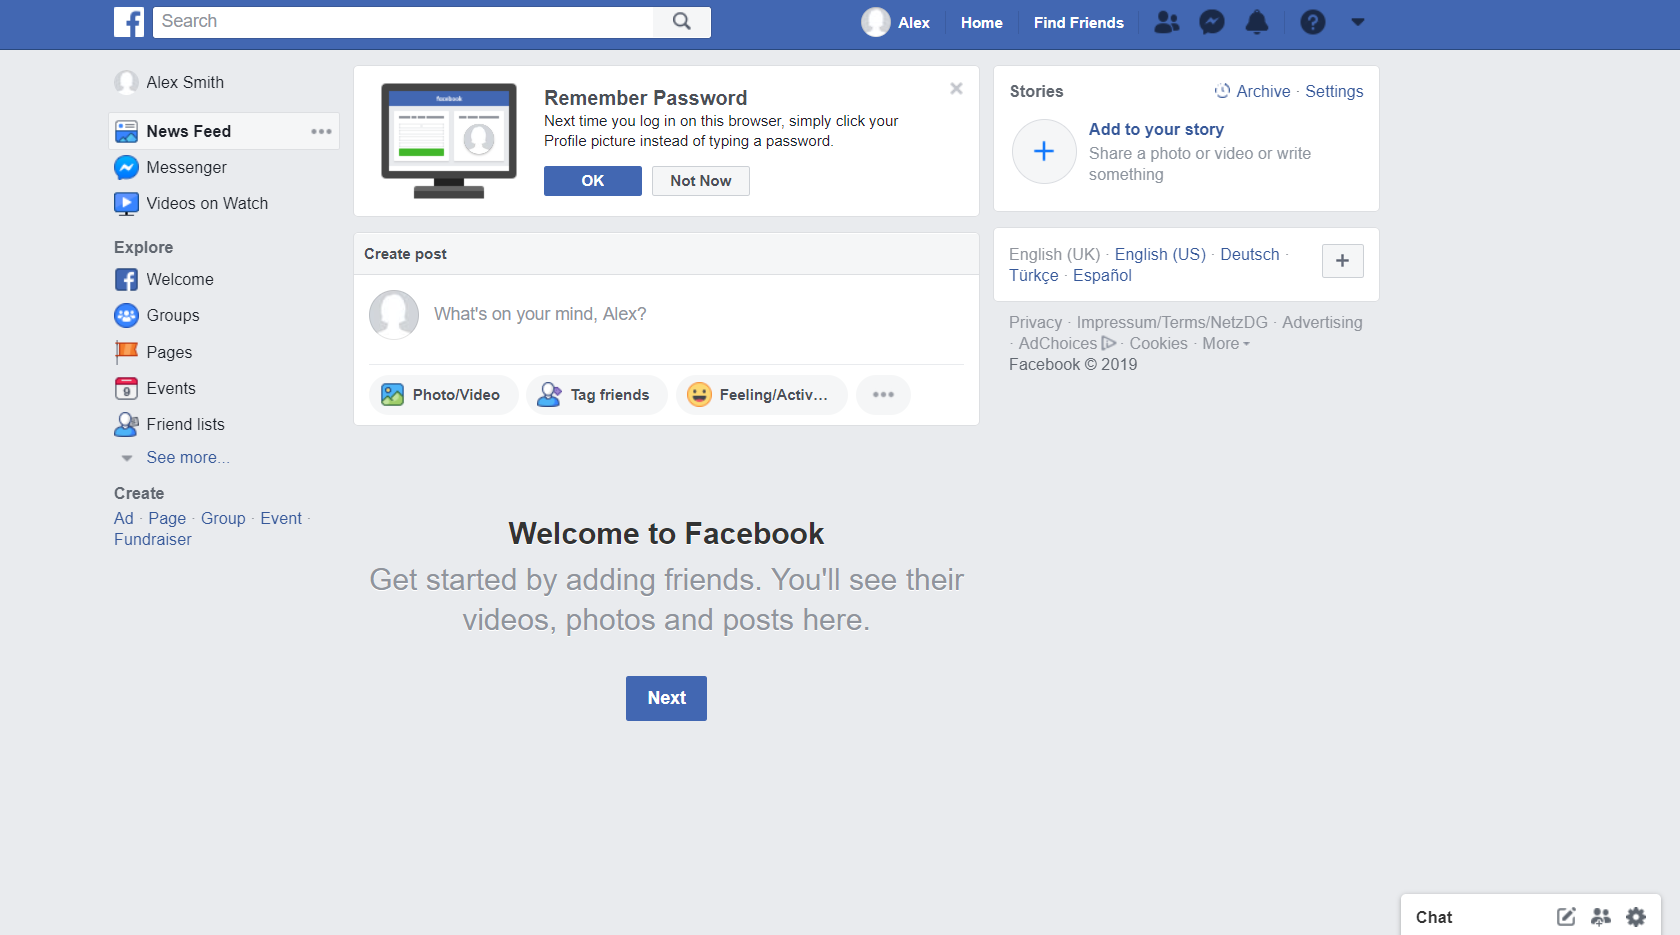 Search
Alex
Home
Find Friends
Alex Smith
News Feed
Messenger
Videos on Watch
Explore
Welcome
Groups
Pages
9
Events
Friend lists
See more...
Create
Ad · Page · Group · Event ·
Fundraiser
facebook
Remember Password
Next time you log in on this browser, simply click your
Profile picture instead of typing a password.
OK
Not Now
Create post
What's on your mind, Alex?
Photo/Video
Tag friends
Feeling/Activ...
Welcome to Facebook
Get started by adding friends. You'll see their
videos, photos and posts here.
Next
Stories
Archive · Settings
Add to your story
Share a photo or video or write
something
English (UK) · English (US) · Deutsch ·
Türkçe · Español
Privacy · Impressum/Terms/NetzDG · Advertising
· AdChoices · Cookies · More
Facebook © 2019
Chat